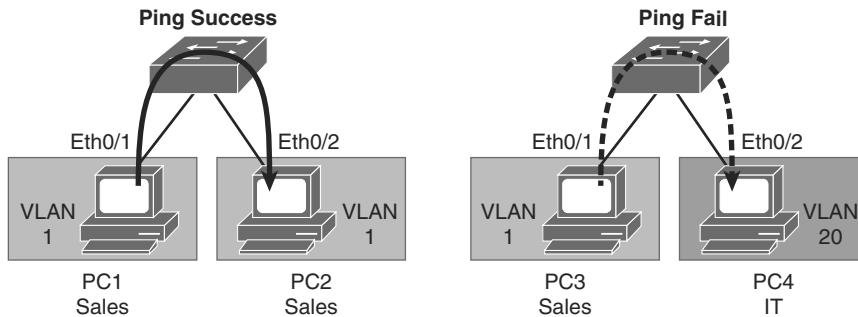 Ping Success
Eth0/1
Eth0/2
VLAN
1
VLAN
1
PC1
Sales
PC2
Sales
Ping Fail
Eth0/1
Eth0/2
VLAN
1
VLAN
20
PC3
Sales
PC4
IT